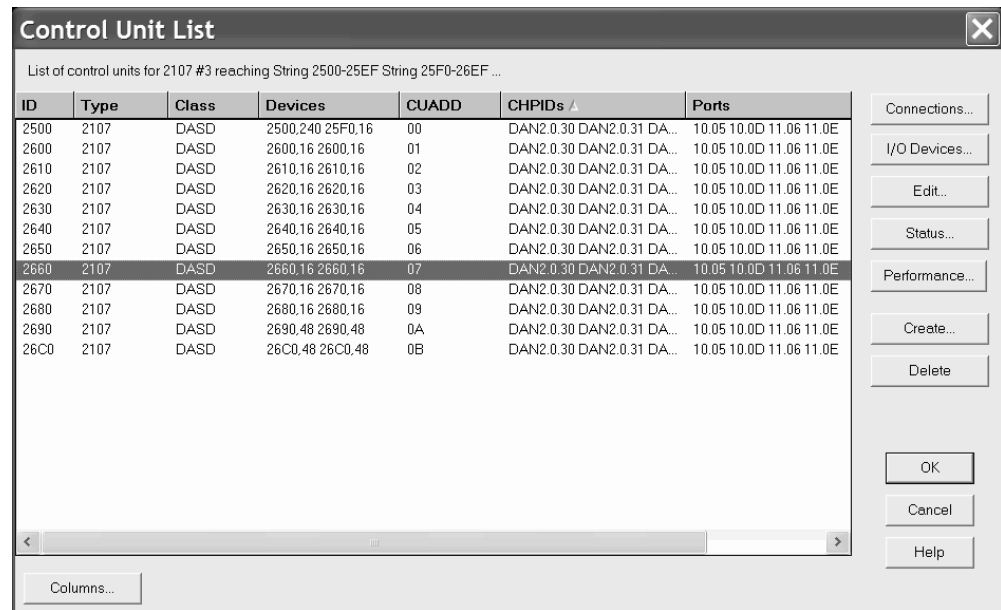 Control Unit List
List of control units for 2107 #3 reaching String 2500-25EF String 25F0-26EF ...
ID Type Class Devices CUADD CHPIDs Ports
2500 2107 DASD 2500,240 25F0,16 00 DAN2.0.30 DAN2.0.31 DA... 10.05 10.0D 11.06 11.0E
2600 2107 DASD 2600,16 2600,16 01 DAN2.0.30 DAN2.0.31 DA... 10.05 10.0D 11.06 11.0E
2610 2107 DASD 2610,16 2610,16 02 DAN2.0.30 DAN2.0.31 DA... 10.05 10.0D 11.06 11.0E
2620 2107 DASD 2620,16 2620,16 03 DAN2.0.30 DAN2.0.31 DA... 10.05 10.0D 11.06 11.0E
2630 2107 DASD 2630,16 2630,16 04 DAN2.0.30 DAN2.0.31 DA... 10.05 10.0D 11.06 11.0E
2640 2107 DASD 2640,16 2640,16 05 DAN2.0.30 DAN2.0.31 DA... 10.05 10.0D 11.06 11.0E
2650 2107 DASD 2650,16 2650,16 06 DAN2.0.30 DAN2.0.31 DA... 10.05 10.0D 11.06 11.0E
2660 2107 DASD 2660,16 2660,16 07 DAN2.0.30 DAN2.0.31 DA... 10.05 10.0D 11.06 11.0E
2670 2107 DASD 2670,16 2670,16 08 DAN2.0.30 DAN2.0.31 DA... 10.05 10.0D 11.06 11.0E
2680 2107 DASD 2680,16 2680,16 09 DAN2.0.30 DAN2.0.31 DA... 10.05 10.0D 11.06 11.0E
2690 2107 DASD 2690,48 2690,48 0A DAN2.0.30 DAN2.0.31 DA... 10.05 10.0D 11.06 11.0E
26C0 2107 DASD 26C0,48 26C0,48 0B DAN2.0.30 DAN2.0.31 DA... 10.05 10.0D 11.06 11.0E
Connections...
I/O Devices...
Edit...
Status...
Performance...
Create...
Delete
OK
Cancel
Help
Columns...